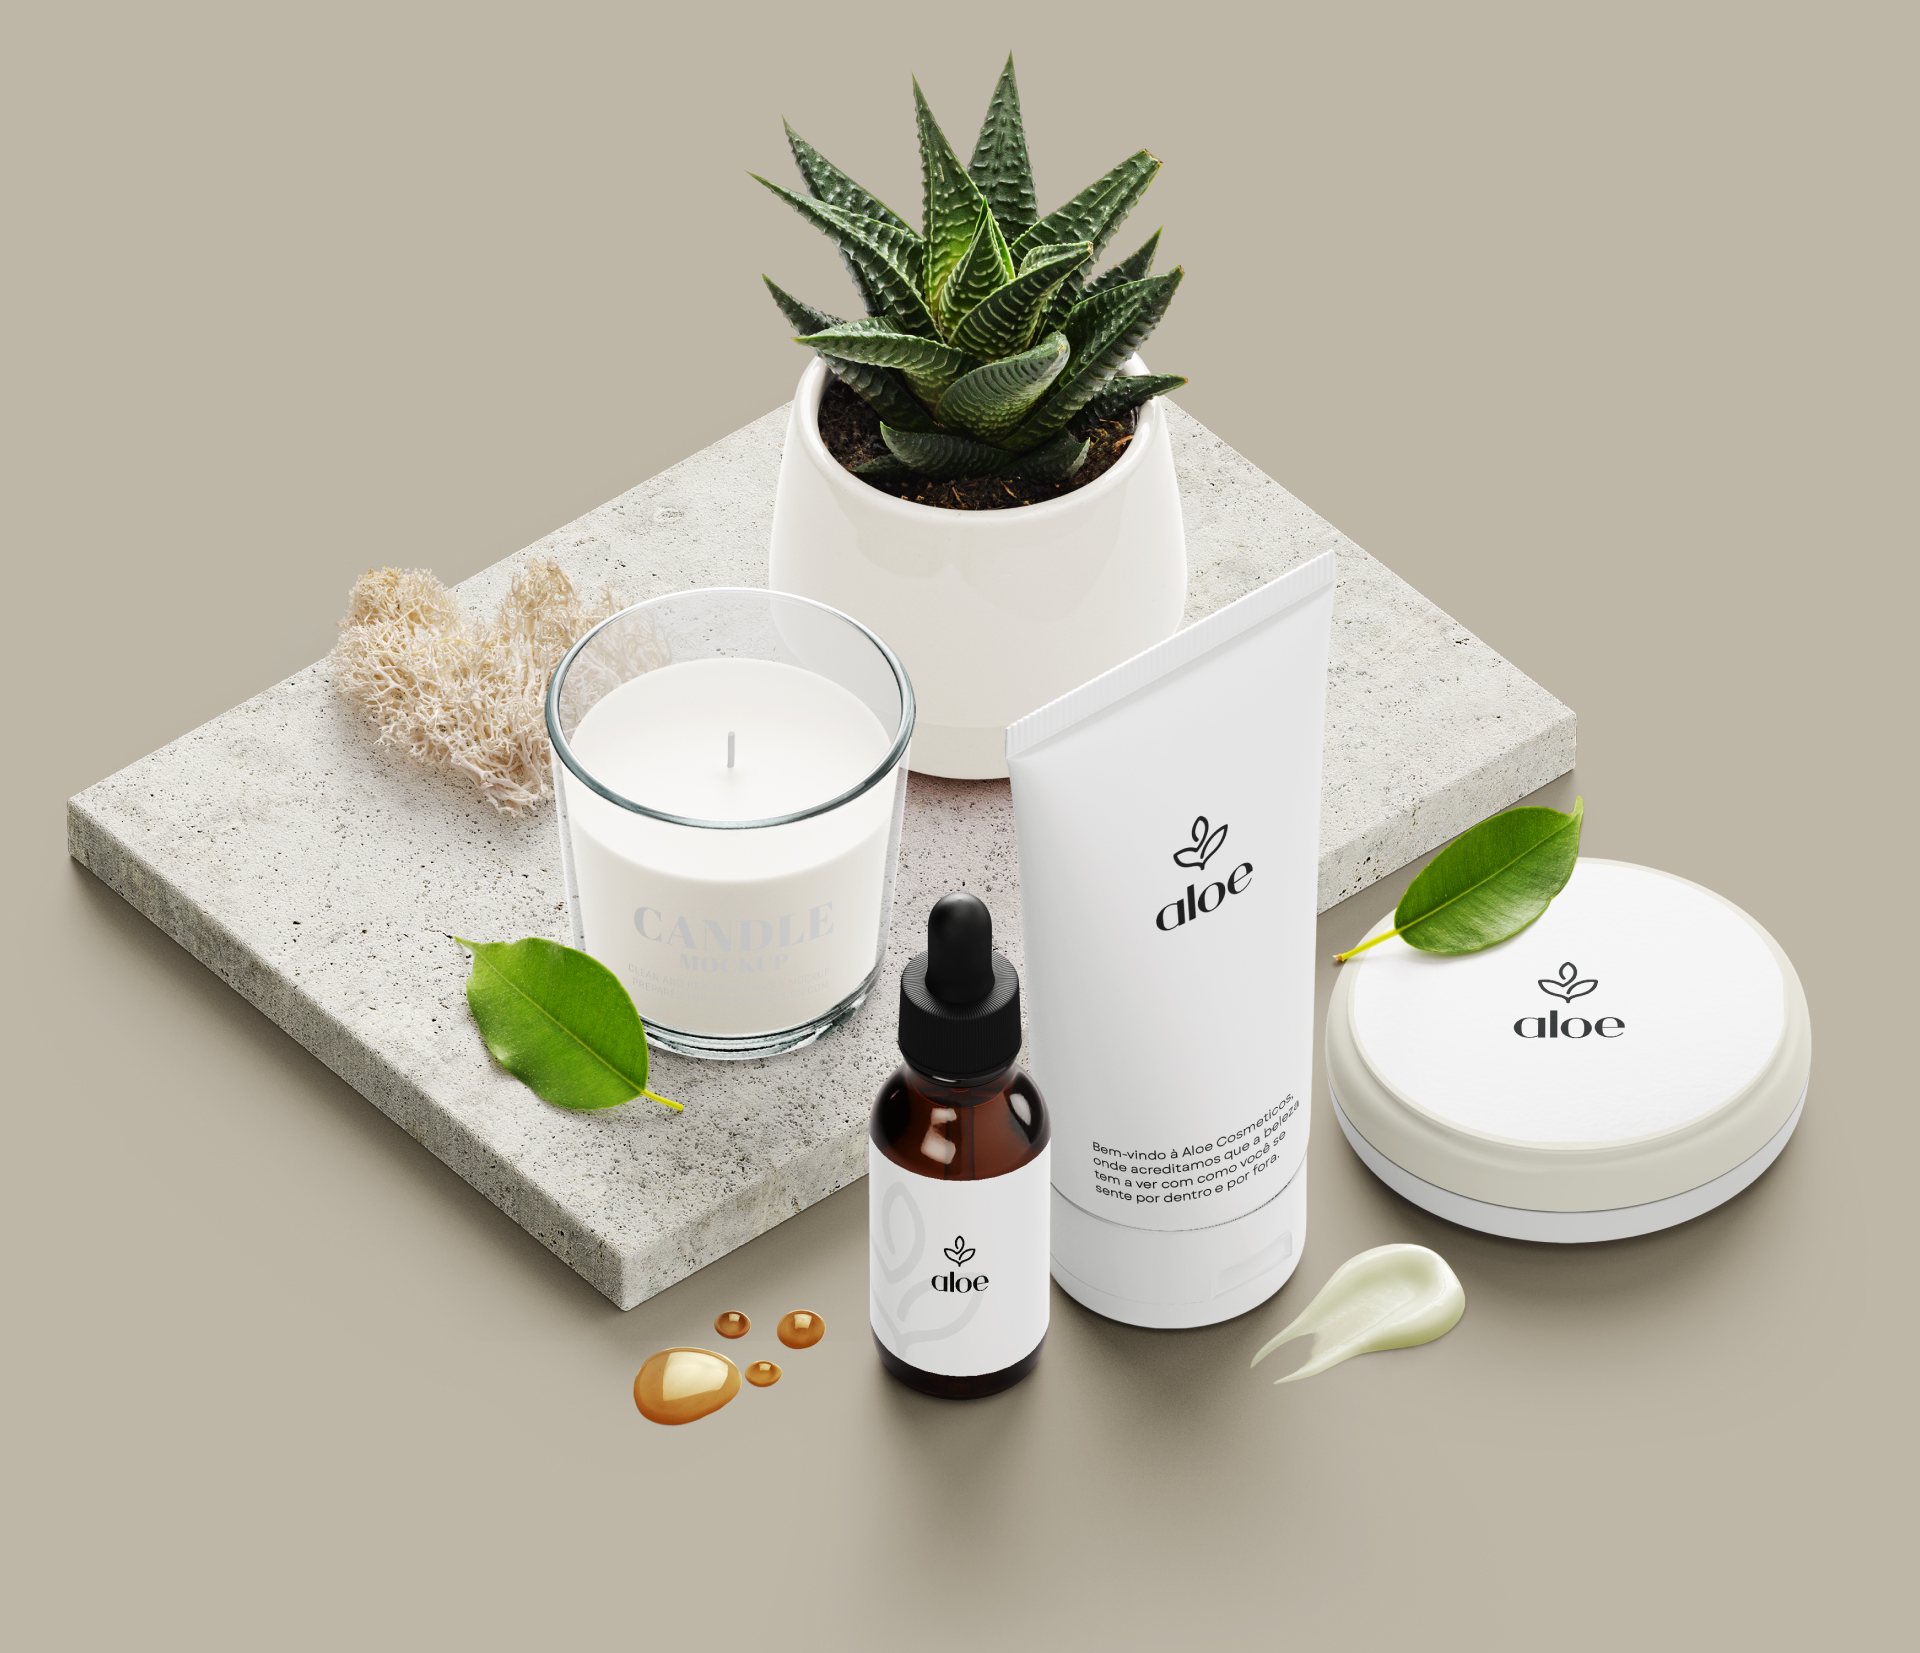 CANDLE
MOCKUP
aloe
Bem-vindo à Aloe Cosmeticos,
onde acreditamos que a beleza
tem a ver com como você se
sente por dentro e por fora.
aloe
aloe